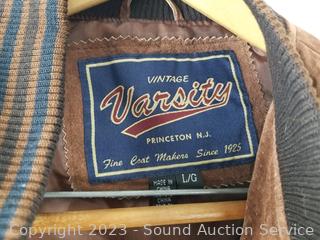 VINTAGE
Varsity
PRINCETON N.J.
Fine Coat Makers Since 1925
MADE IN
CHINA
L/G
Copyright 2023 - Sound Auction Service